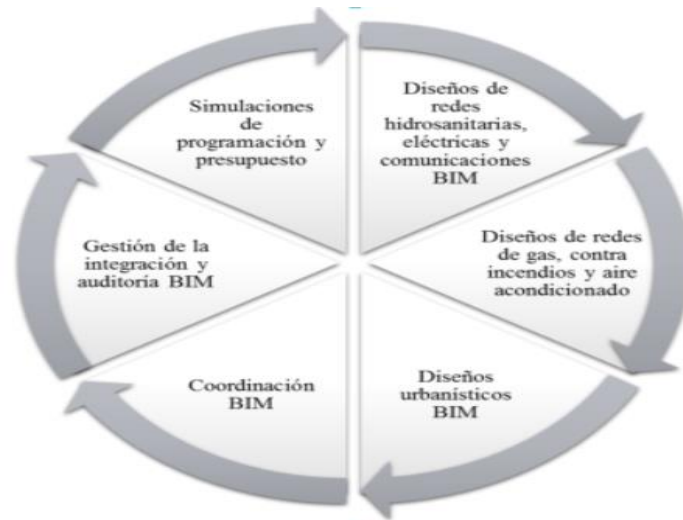 Diseños de
redes
hidrosanitarias,
eléctricas y
comunicaciones
BIM
Diseños de redes
de gas, contra
incendios y aire
acondicionado
Diseños
urbanísticos
BIM
Coordinación
BIM
Gestión de la
integración y
auditoría BIM
Simulaciones
de
programación y
presupuesto